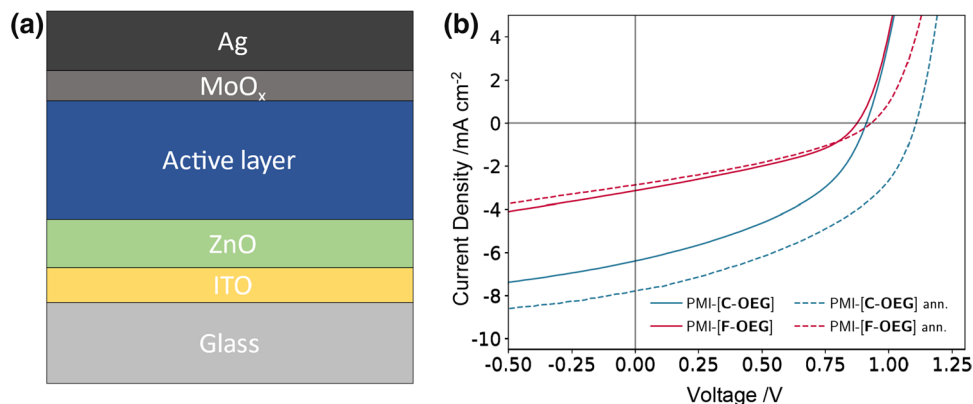 (a)
Ag
MoOₓ
Active layer
ZnO
ITO
Glass
(b)
Current Density /mA cm⁻²
4
2
0
-2
-4
-6
-8
-10
PMI-[C-OEG]
PMI-[C-OEG] ann.
PMI-[F-OEG]
PMI-[F-OEG] ann.
-0.50 -0.25 0.00 0.25 0.50 0.75 1.00 1.25
Voltage /V